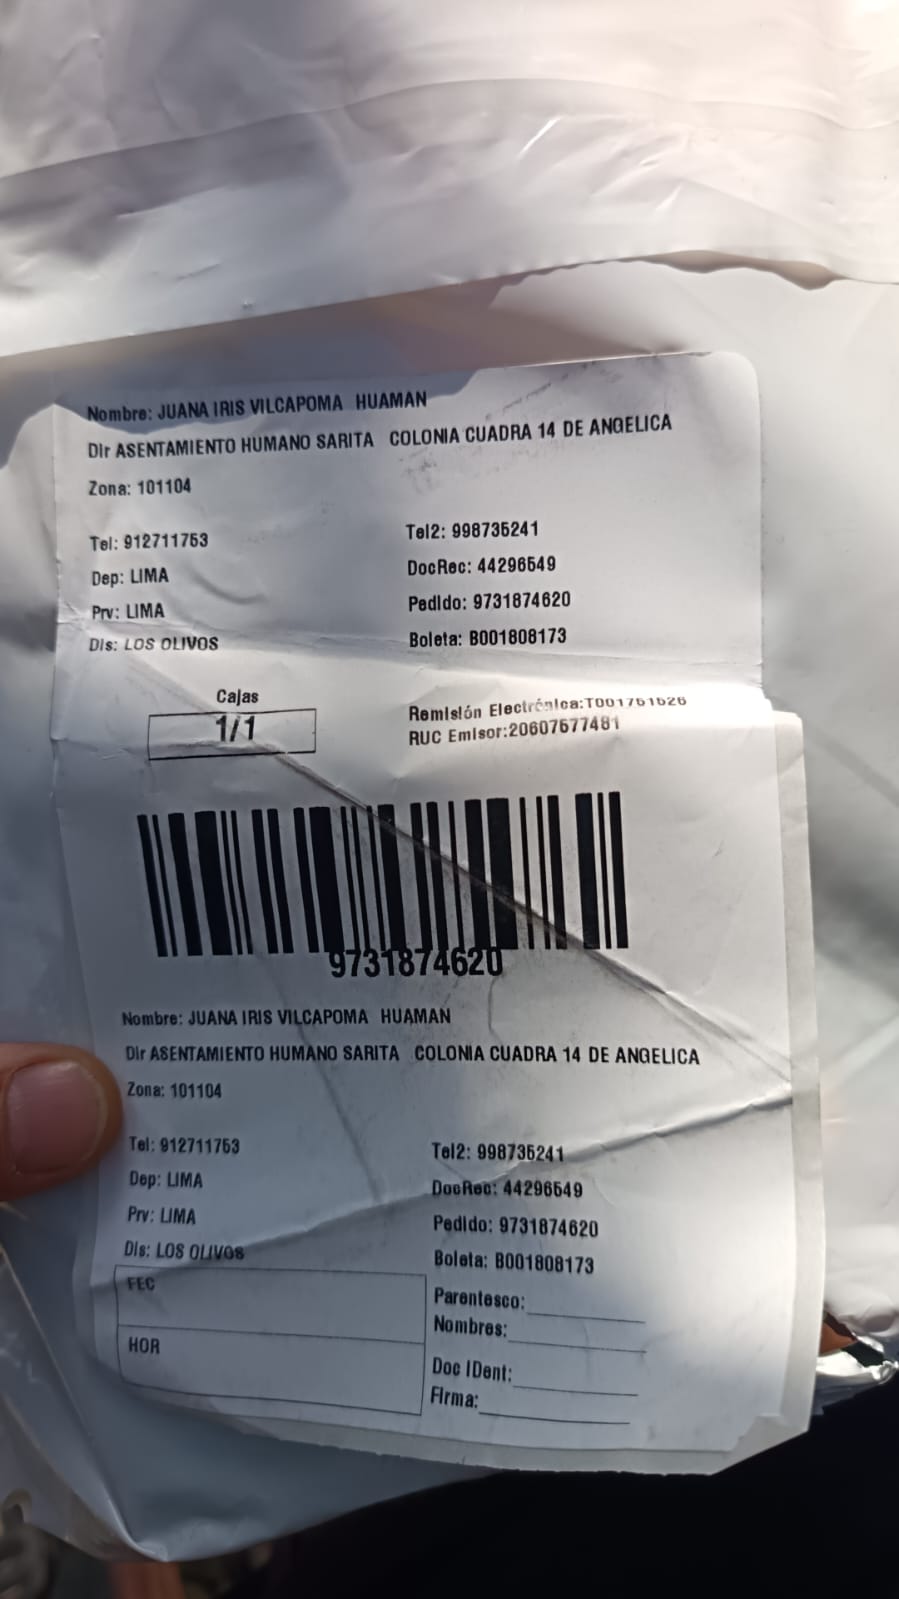 Nombre: JUANA IRIS VILCAPOMA HUAMAN
Dir ASENTAMIENTO HUMANO SARITA COLONIA CUADRA 14 DE ANGELICA
Zona: 101104
Tel: 912711753 Tel2: 998735241
Dep: LIMA DocRec: 44296549
Prv: LIMA Pedido: 9731874620
Dis: LOS OLIVOS Boleta: B001808173
Cajas
1/1
Remisión Electrónica:T001751526
RUC Emisor:20607577481
9731874620
Nombre: JUANA IRIS VILCAPOMA HUAMAN
Dir ASENTAMIENTO HUMANO SARITA COLONIA CUADRA 14 DE ANGELICA
Zona: 101104
Tel: 912711753 Tel2: 998735241
Dep: LIMA DocRec: 44296549
Prv: LIMA Pedido: 9731874620
Dis: LOS OLIVOS Boleta: B001808173
FEC
HOR
Parentesco:
Nombres:
Doc IDent:
Firma: